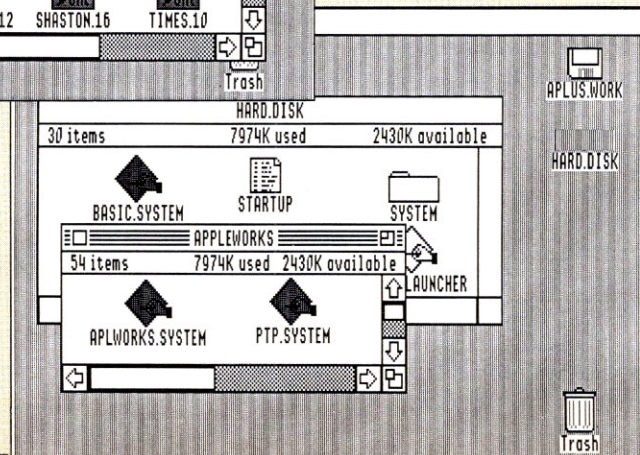 12 SHASTON.16 TIMES.10
Trash
APLUS.WORK
HARD.DISK
30 items 7974K used 2430K available
HARD.DISK
BASIC.SYSTEM
STARTUP
SYSTEM
APPLEWORKS
LAUNCHER
54 items 7974K used 2430K available
APLWORKS.SYSTEM
PTP.SYSTEM
Trash